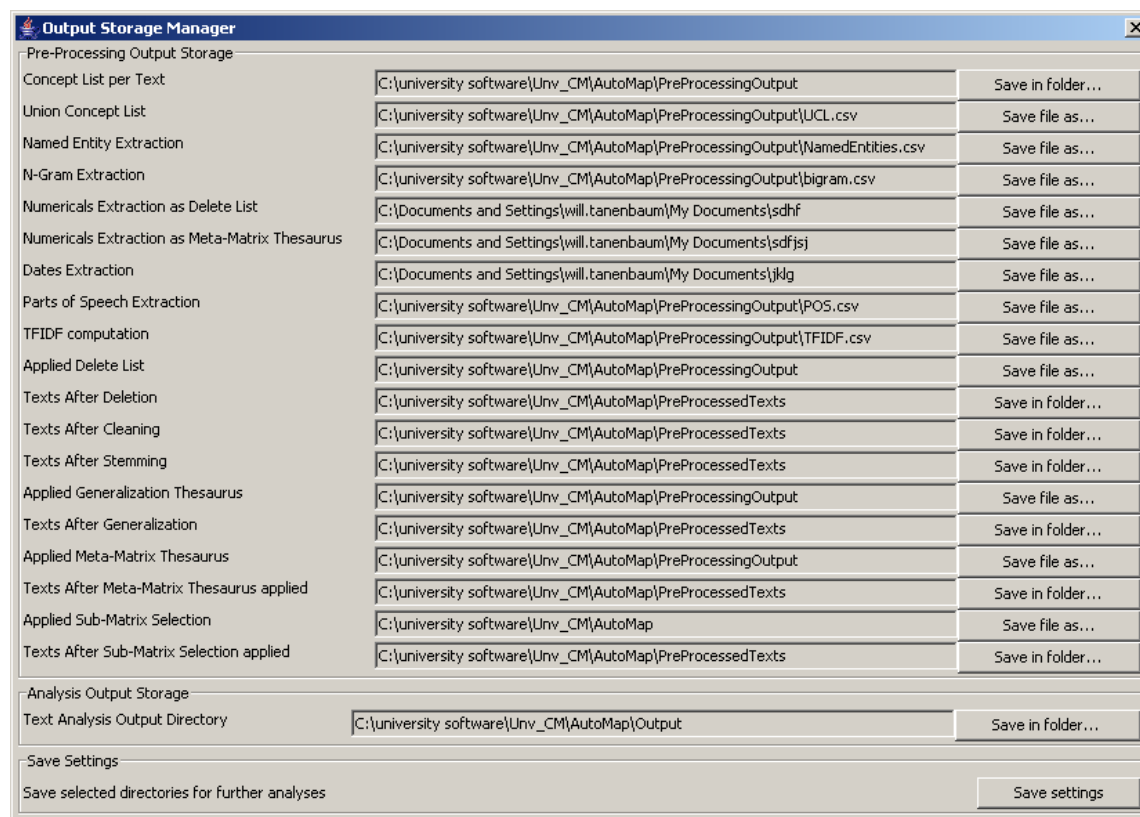 Output Storage Manager
Pre-Processing Output Storage
Concept List per Text C:\university software\Unv_CM\AutoMap\PreProcessingOutput Save in folder...
Union Concept List C:\university software\Unv_CM\AutoMap\PreProcessingOutput\UCL.csv Save file as...
Named Entity Extraction C:\university software\Unv_CM\AutoMap\PreProcessingOutput\NamedEntities.csv Save file as...
N-Gram Extraction C:\university software\Unv_CM\AutoMap\PreProcessingOutput\bigram.csv Save file as...
Numericals Extraction as Delete List C:\Documents and Settings\will.tanenbaum\My Documents\sdhf Save file as...
Numericals Extraction as Meta-Matrix Thesaurus C:\Documents and Settings\will.tanenbaum\My Documents\sdfjsj Save file as...
Dates Extraction C:\Documents and Settings\will.tanenbaum\My Documents\jklg Save file as...
Parts of Speech Extraction C:\university software\Unv_CM\AutoMap\PreProcessingOutput\POS.csv Save file as...
TFIDF computation C:\university software\Unv_CM\AutoMap\PreProcessingOutput\TFIDF.csv Save file as...
Applied Delete List C:\university software\Unv_CM\AutoMap\PreProcessingOutput Save file as...
Texts After Deletion C:\university software\Unv_CM\AutoMap\PreProcessedTexts Save in folder...
Texts After Cleaning C:\university software\Unv_CM\AutoMap\PreProcessedTexts Save in folder...
Texts After Stemming C:\university software\Unv_CM\AutoMap\PreProcessedTexts Save in folder...
Applied Generalization Thesaurus C:\university software\Unv_CM\AutoMap\PreProcessingOutput Save file as...
Texts After Generalization C:\university software\Unv_CM\AutoMap\PreProcessedTexts Save in folder...
Applied Meta-Matrix Thesaurus C:\university software\Unv_CM\AutoMap\PreProcessingOutput Save file as...
Texts After Meta-Matrix Thesaurus applied C:\university software\Unv_CM\AutoMap\PreProcessedTexts Save in folder...
Applied Sub-Matrix Selection C:\university software\Unv_CM\AutoMap Save file as...
Texts After Sub-Matrix Selection applied C:\university software\Unv_CM\AutoMap\PreProcessedTexts Save in folder...
Analysis Output Storage
Text Analysis Output Directory C:\university software\Unv_CM\AutoMap\Output Save in folder...
Save Settings
Save selected directories for further analyses Save settings